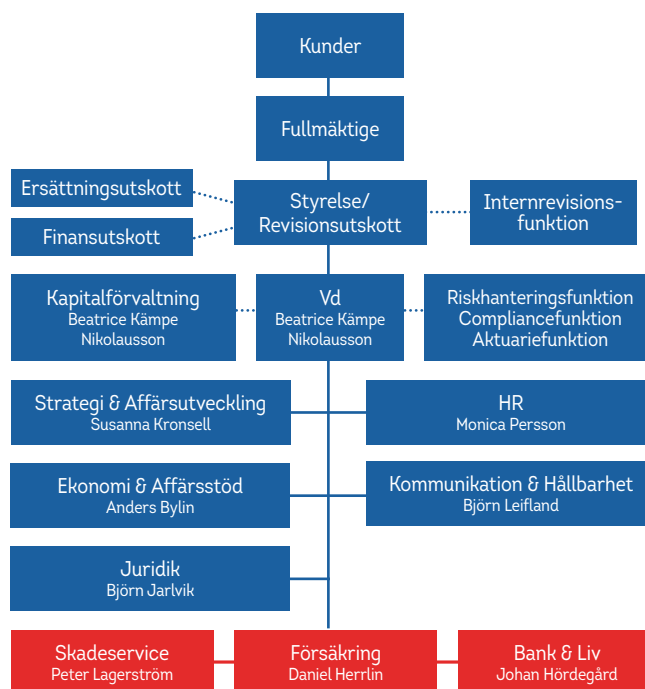 Kunder
Fullmäktige
Ersättningsutskott
Finansutskott
Styrelse/
Revisionsutskott
Internrevisions-
funktion
Kapitalförvaltning
Beatrice Kämpe
Nikolausson
Vd
Beatrice Kämpe
Nikolausson
Riskhanteringsfunktion
Compliancefunktion
Aktuariefunktion
Strategi & Affärsutveckling
Susanna Kronsell
HR
Monica Persson
Ekonomi & Affärsstöd
Anders Bylin
Kommunikation & Hållbarhet
Björn Leifland
Juridik
Björn Jarlvik
Skadeservice
Peter Lagerström
Försäkring
Daniel Herrlin
Bank & Liv
Johan Hördegård